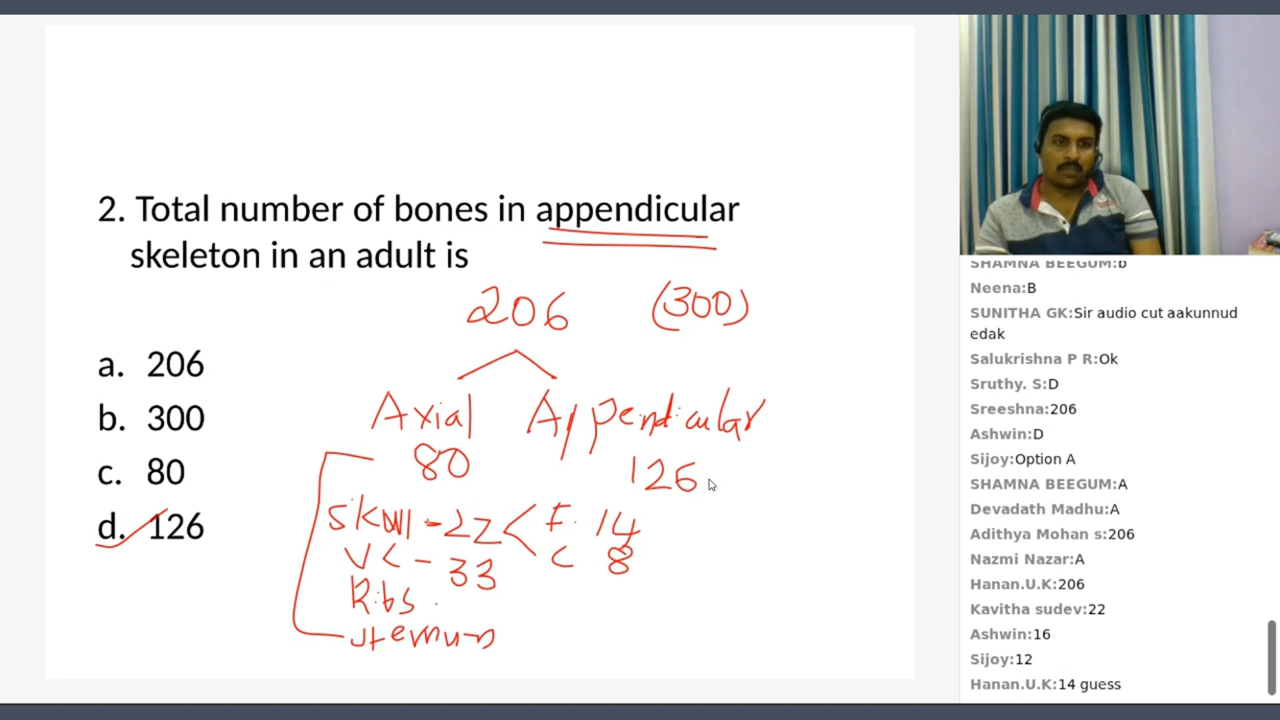 2. Total number of bones in appendicular
skeleton in an adult is
206 (300)
a. 206
b. 300
c. 80
d. 126
Axial Appendicular
80 126
Skull - 22 < F. 14
C 8
VC - 33
Ribs
sternum
SHAMNA BEEGUM:b
Neena:B
SUNITHA GK:Sir audio cut aakunnud
edak
Salukrishna P R:Ok
Sruthy. S:D
Sreeshna:206
Ashwin:D
Sijoy:Option A
SHAMNA BEEGUM:A
Devadath Madhu:A
Adithya Mohan s:206
Nazmi Nazar:A
Hanan.U.K:206
Kavitha sudev:22
Ashwin:16
Sijoy:12
Hanan.U.K:14 guess